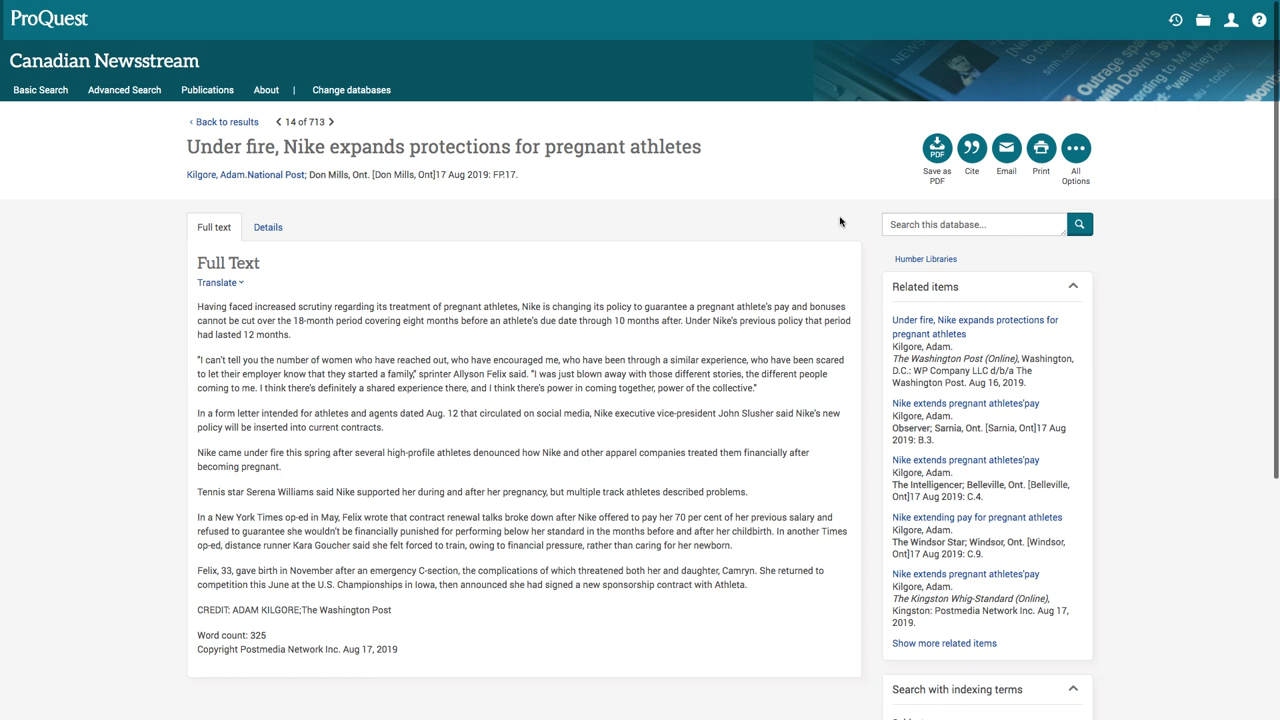 ProQuest
Canadian Newsstream
Basic Search Advanced Search Publications About | Change databases
‹ Back to results < 14 of 713 >
Under fire, Nike expands protections for pregnant athletes
Kilgore, Adam.National Post; Don Mills, Ont. [Don Mills, Ont]17 Aug 2019: FP.17.
PDF
Save as PDF
Cite
Email
Print
All Options
Full text Details
Full Text
Translate
Having faced increased scrutiny regarding its treatment of pregnant athletes, Nike is changing its policy to guarantee a pregnant athlete's pay and bonuses
cannot be cut over the 18-month period covering eight months before an athlete's due date through 10 months after. Under Nike's previous policy that period
had lasted 12 months.
"I can't tell you the number of women who have reached out, who have encouraged me, who have been through a similar experience, who have been scared
to let their employer know that they started a family," sprinter Allyson Felix said. "I was just blown away with those different stories, the different people
coming to me. I think there's definitely a shared experience there, and I think there's power in coming together, power of the collective."
In a form letter intended for athletes and agents dated Aug. 12 that circulated on social media, Nike executive vice-president John Slusher said Nike's new
policy will be inserted into current contracts.
Nike came under fire this spring after several high-profile athletes denounced how Nike and other apparel companies treated them financially after
becoming pregnant.
Tennis star Serena Williams said Nike supported her during and after her pregnancy, but multiple track athletes described problems.
In a New York Times op-ed in May, Felix wrote that contract renewal talks broke down after Nike offered to pay her 70 per cent of her previous salary and
refused to guarantee she wouldn't be financially punished for performing below her standard in the months before and after her childbirth. In another Times
op-ed, distance runner Kara Goucher said she felt forced to train, owing to financial pressure, rather than caring for her newborn.
Felix, 33, gave birth in November after an emergency C-section, the complications of which threatened both her and daughter, Camryn. She returned to
competition this June at the U.S. Championships in Iowa, then announced she had signed a new sponsorship contract with Athleta.
CREDIT: ADAM KILGORE;The Washington Post
Word count: 325
Copyright Postmedia Network Inc. Aug 17, 2019
Search this database...
Humber Libraries
Related items
Under fire, Nike expands protections for
pregnant athletes
Kilgore, Adam.
The Washington Post (Online), Washington,
D.C.: WP Company LLC d/b/a The
Washington Post. Aug 16, 2019.
Nike extends pregnant athletes'pay
Kilgore, Adam.
Observer; Sarnia, Ont. [Sarnia, Ont]17 Aug
2019: B.3.
Nike extends pregnant athletes'pay
Kilgore, Adam.
The Intelligencer; Belleville, Ont. [Belleville,
Ont]17 Aug 2019: C.4.
Nike extending pay for pregnant athletes
Kilgore, Adam.
The Windsor Star; Windsor, Ont. [Windsor,
Ont]17 Aug 2019: C.9.
Nike extends pregnant athletes'pay
Kilgore, Adam.
The Kingston Whig-Standard (Online),
Kingston: Postmedia Network Inc. Aug 17,
2019.
Show more related items
Search with indexing terms